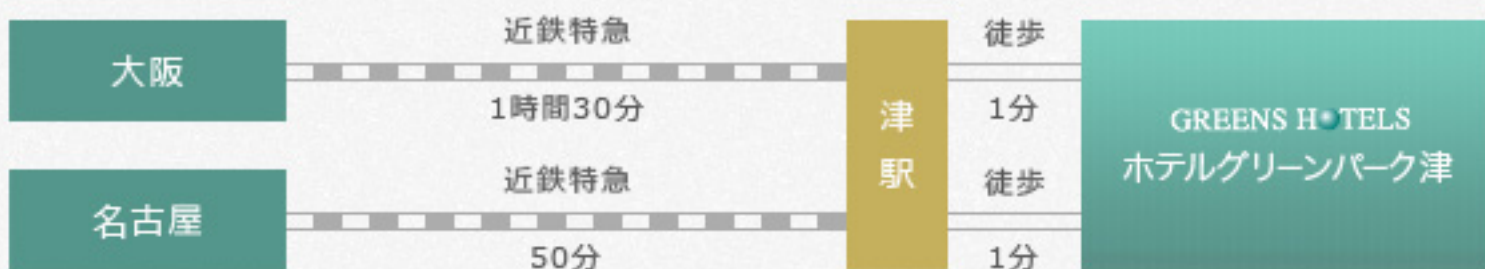 大阪
近鉄特急
1時間30分
津駅
徒歩
1分
GREENS HOTELS
ホテルグリーンパーク津
名古屋
近鉄特急
50分
徒歩
1分